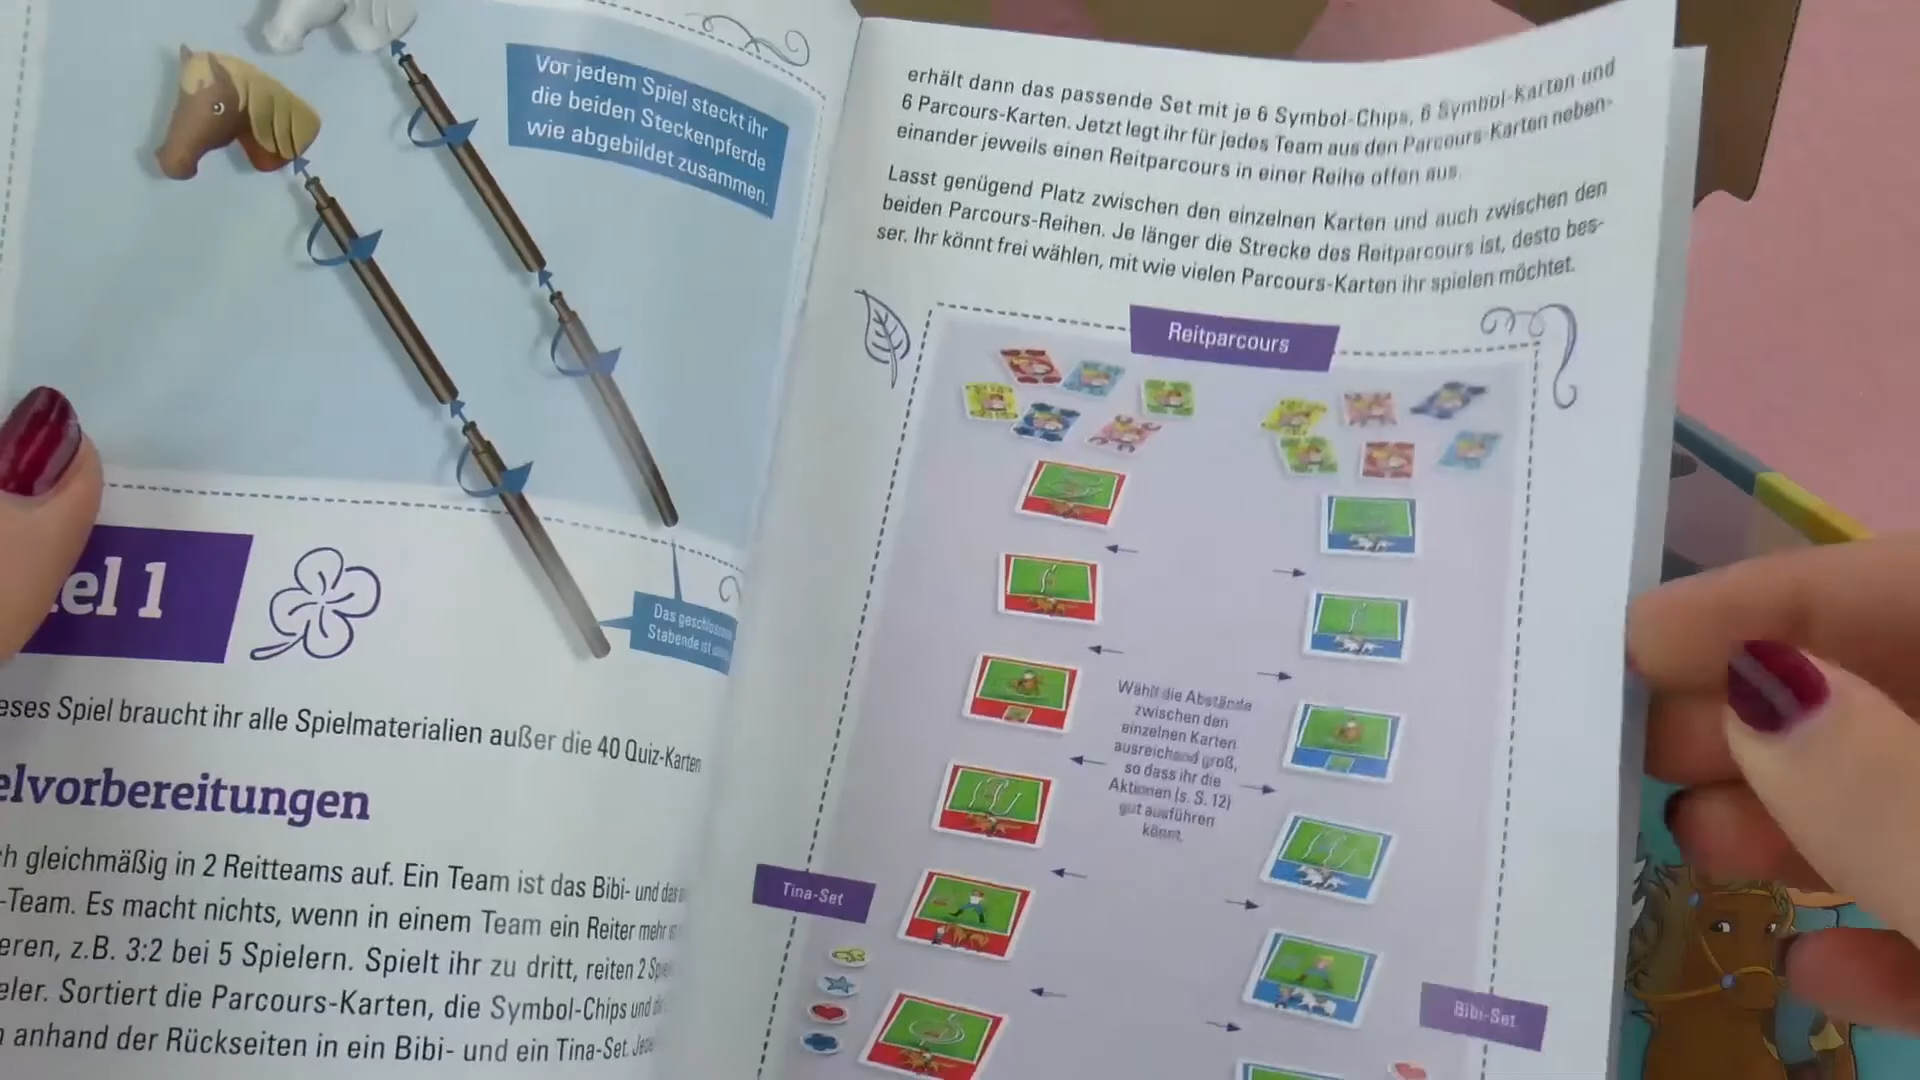 Vor jedem Spiel steckt ihr
die beiden Steckenpferde
wie abgebildet zusammen.
Das geschlossene
Stabende ist
el 1
eses Spiel braucht ihr alle Spielmaterialien außer die 40 Quiz-Karten
elvorbereitungen
h gleichmäßig in 2 Reitteams auf. Ein Team ist das Bibi- und das
-Team. Es macht nichts, wenn in einem Team ein Reiter mehr ist
eren, z.B. 3:2 bei 5 Spielern. Spielt ihr zu dritt, reiten 2
eler. Sortiert die Parcours-Karten, die Symbol-Chips und
anhand der Rückseiten in ein Bibi- und ein Tina-Set.
erhält dann das passende Set mit je 6 Symbol-Chips, 6 Symbol-Karten und
6 Parcours-Karten. Jetzt legt ihr für jedes Team aus den Parcours-Karten neben-
einander jeweils einen Reitparcours in einer Reihe offen aus.
Lasst genügend Platz zwischen den einzelnen Karten und auch zwischen den
beiden Parcours-Reihen. Je länger die Strecke des Reitparcours ist, desto bes-
ser. Ihr könnt frei wählen, mit wie vielen Parcours-Karten ihr spielen möchtet.
Reitparcours
Wählt die Abstände
zwischen den
einzelnen Karten
ausreichend groß,
so dass ihr die
Aktionen (s. S. 12)
gut ausführen
könnt.
Tina-Set
Bibi-Set